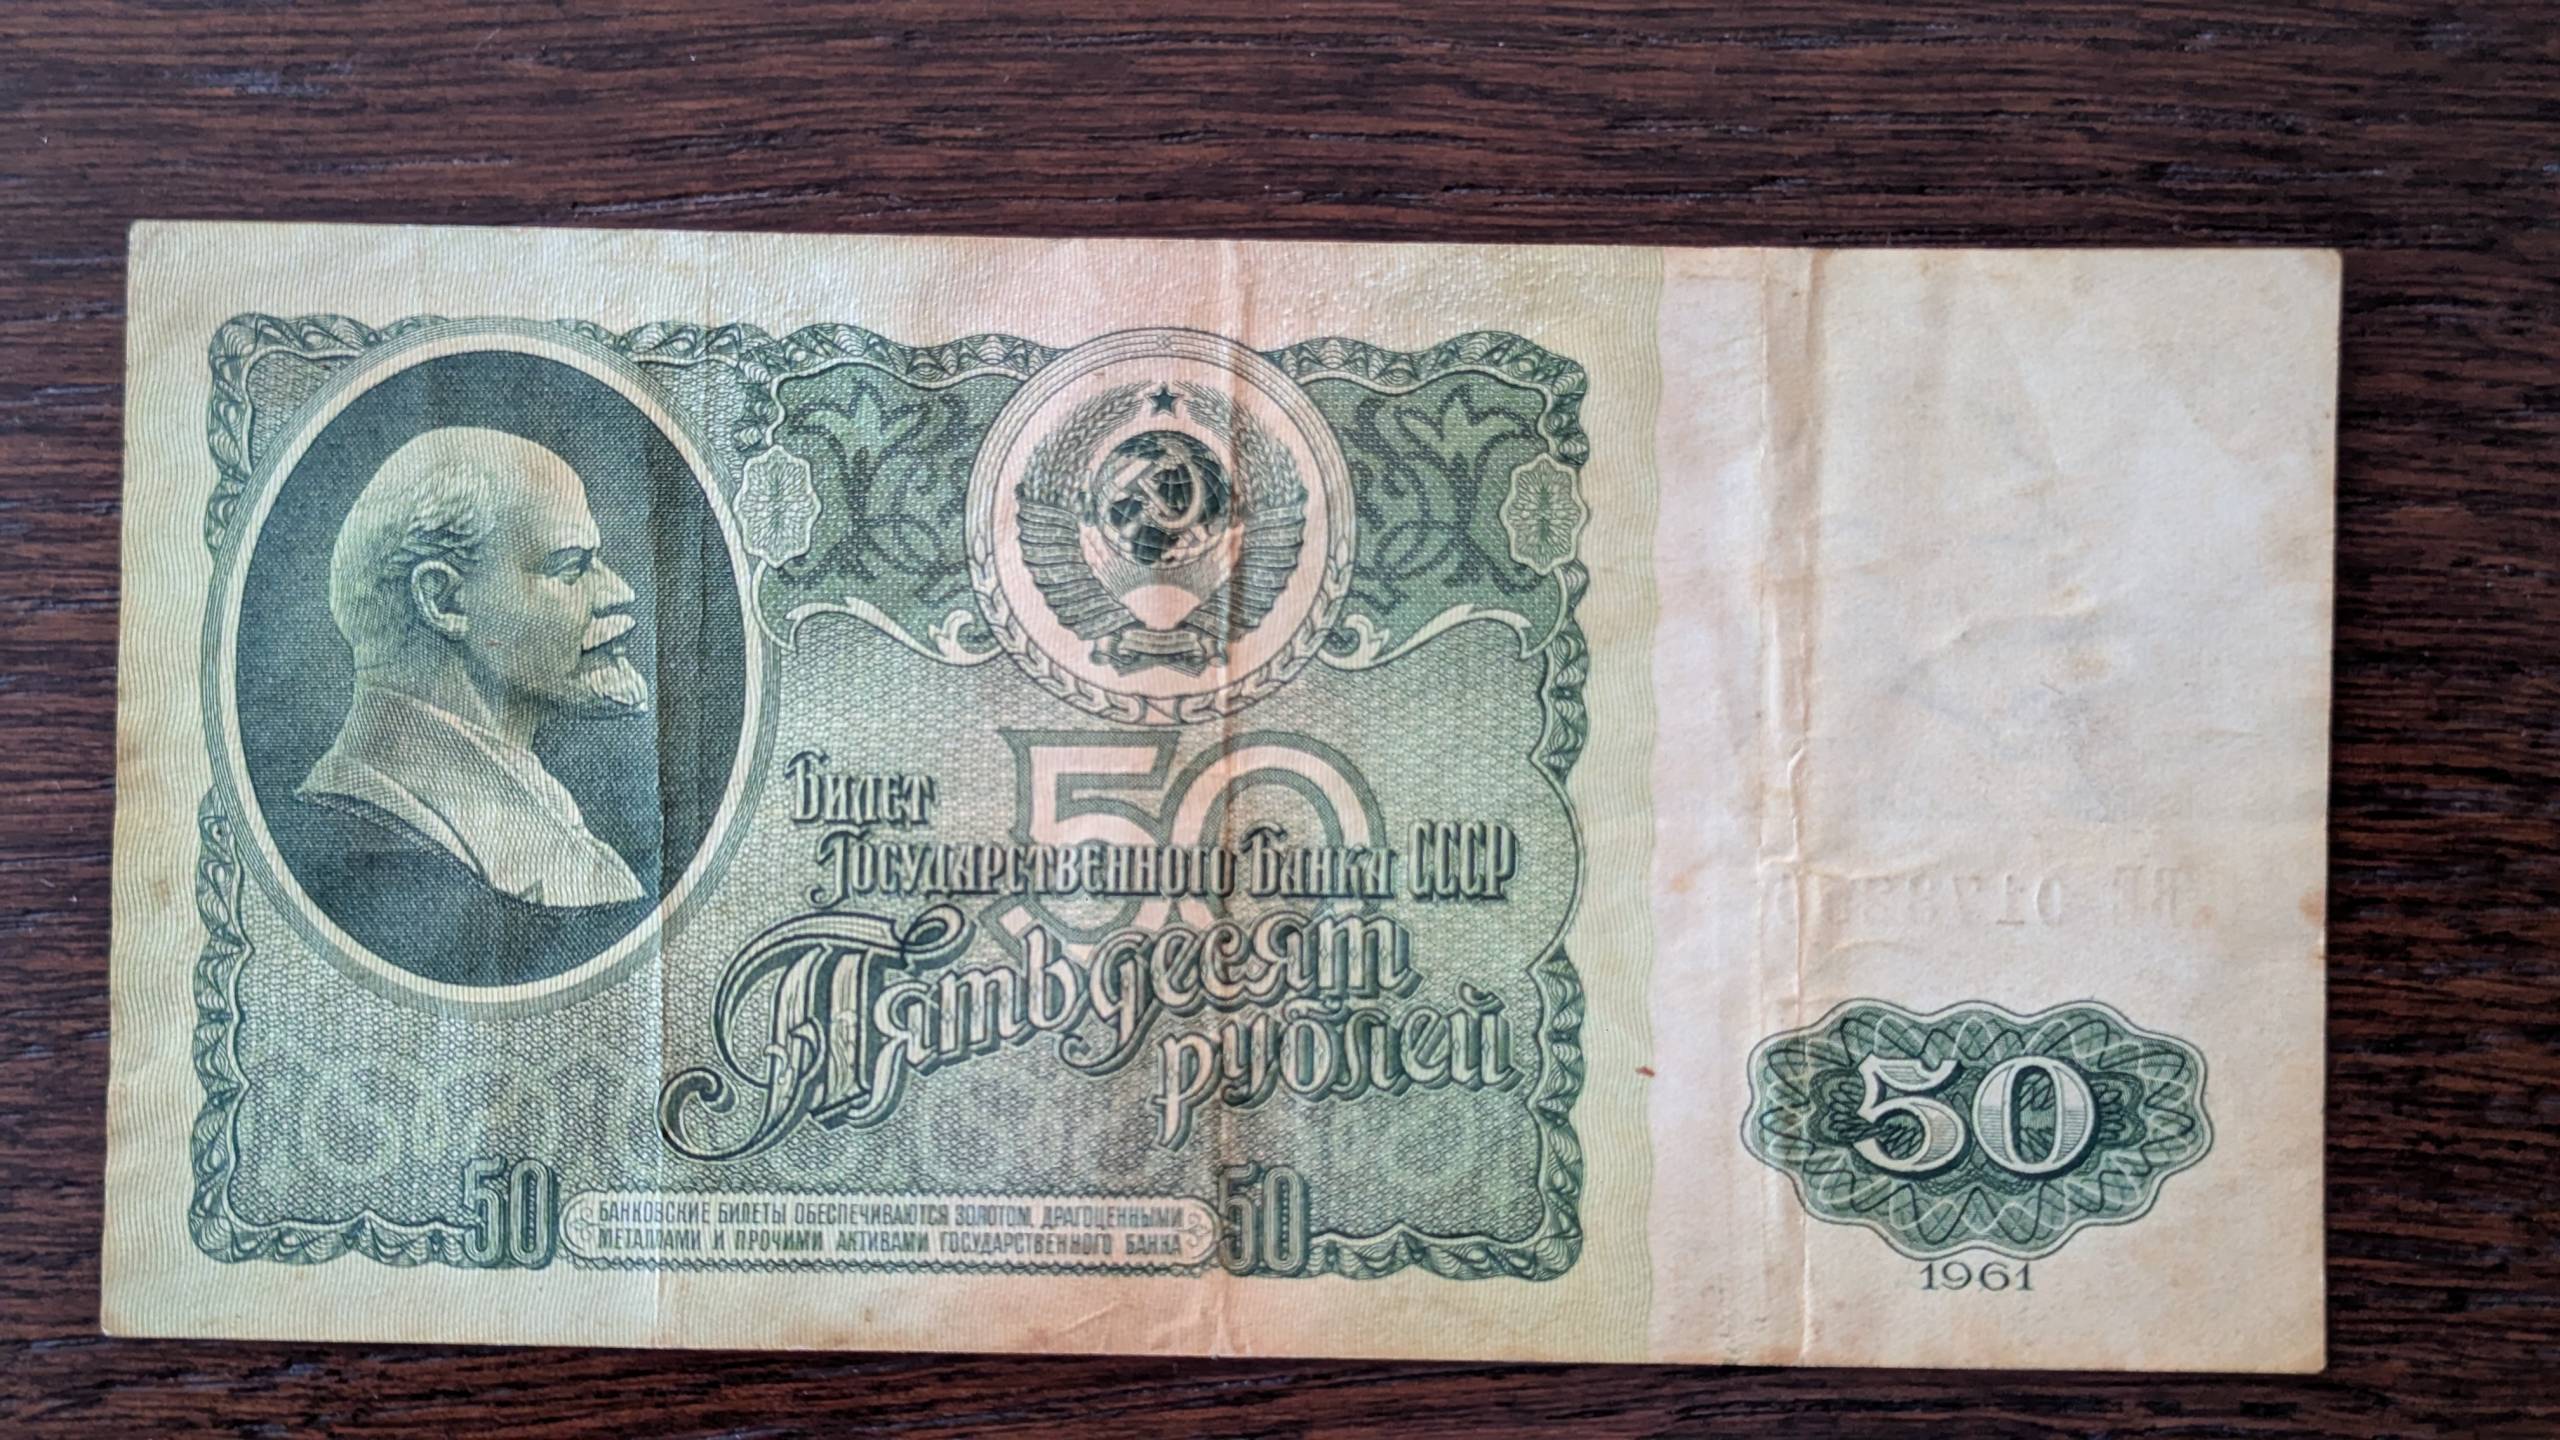 Билет
Государственного Банка СССР
50
Пятьдесят
рублей
50
БАНКОВСКИЕ БИЛЕТЫ ОБЕСПЕЧИВАЮТСЯ ЗОЛОТОМ, ДРАГОЦЕННЫМИ
МЕТАЛЛАМИ И ПРОЧИМИ АКТИВАМИ ГОСУДАРСТВЕННОГО БАНКА
50
50
1961